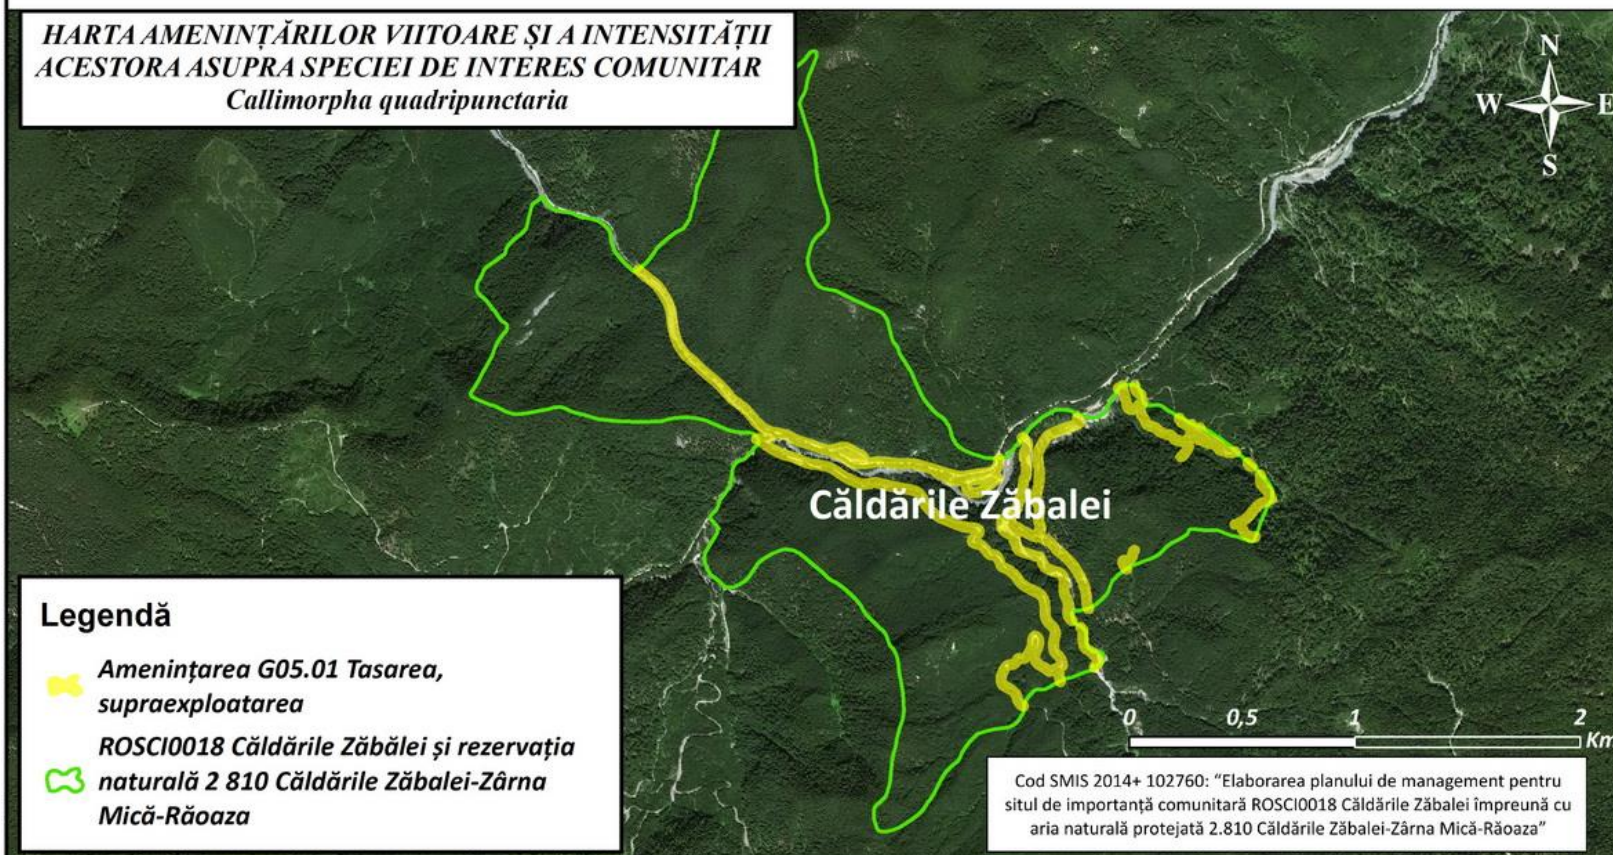 HARTA AMENINȚĂRILOR VIITOARE ȘI A INTENSITĂȚII
ACESTORA ASUPRA SPECIEI DE INTERES COMUNITAR
Callimorpha quadripunctaria
N
W E
S
Căldările Zăbalei
Legendă
Amenințarea G05.01 Tasarea,
supraexploatarea
ROSCI0018 Căldările Zăbălei și rezervația
naturală 2 810 Căldările Zăbalei-Zârna
Mică-Răoaza
0 0,5 1 2
Km
Cod SMIS 2014+ 102760: “Elaborarea planului de management pentru
situl de importanță comunitară ROSCI0018 Căldările Zăbalei împreună cu
aria naturală protejată 2.810 Căldările Zăbalei-Zârna Mică-Răoaza”